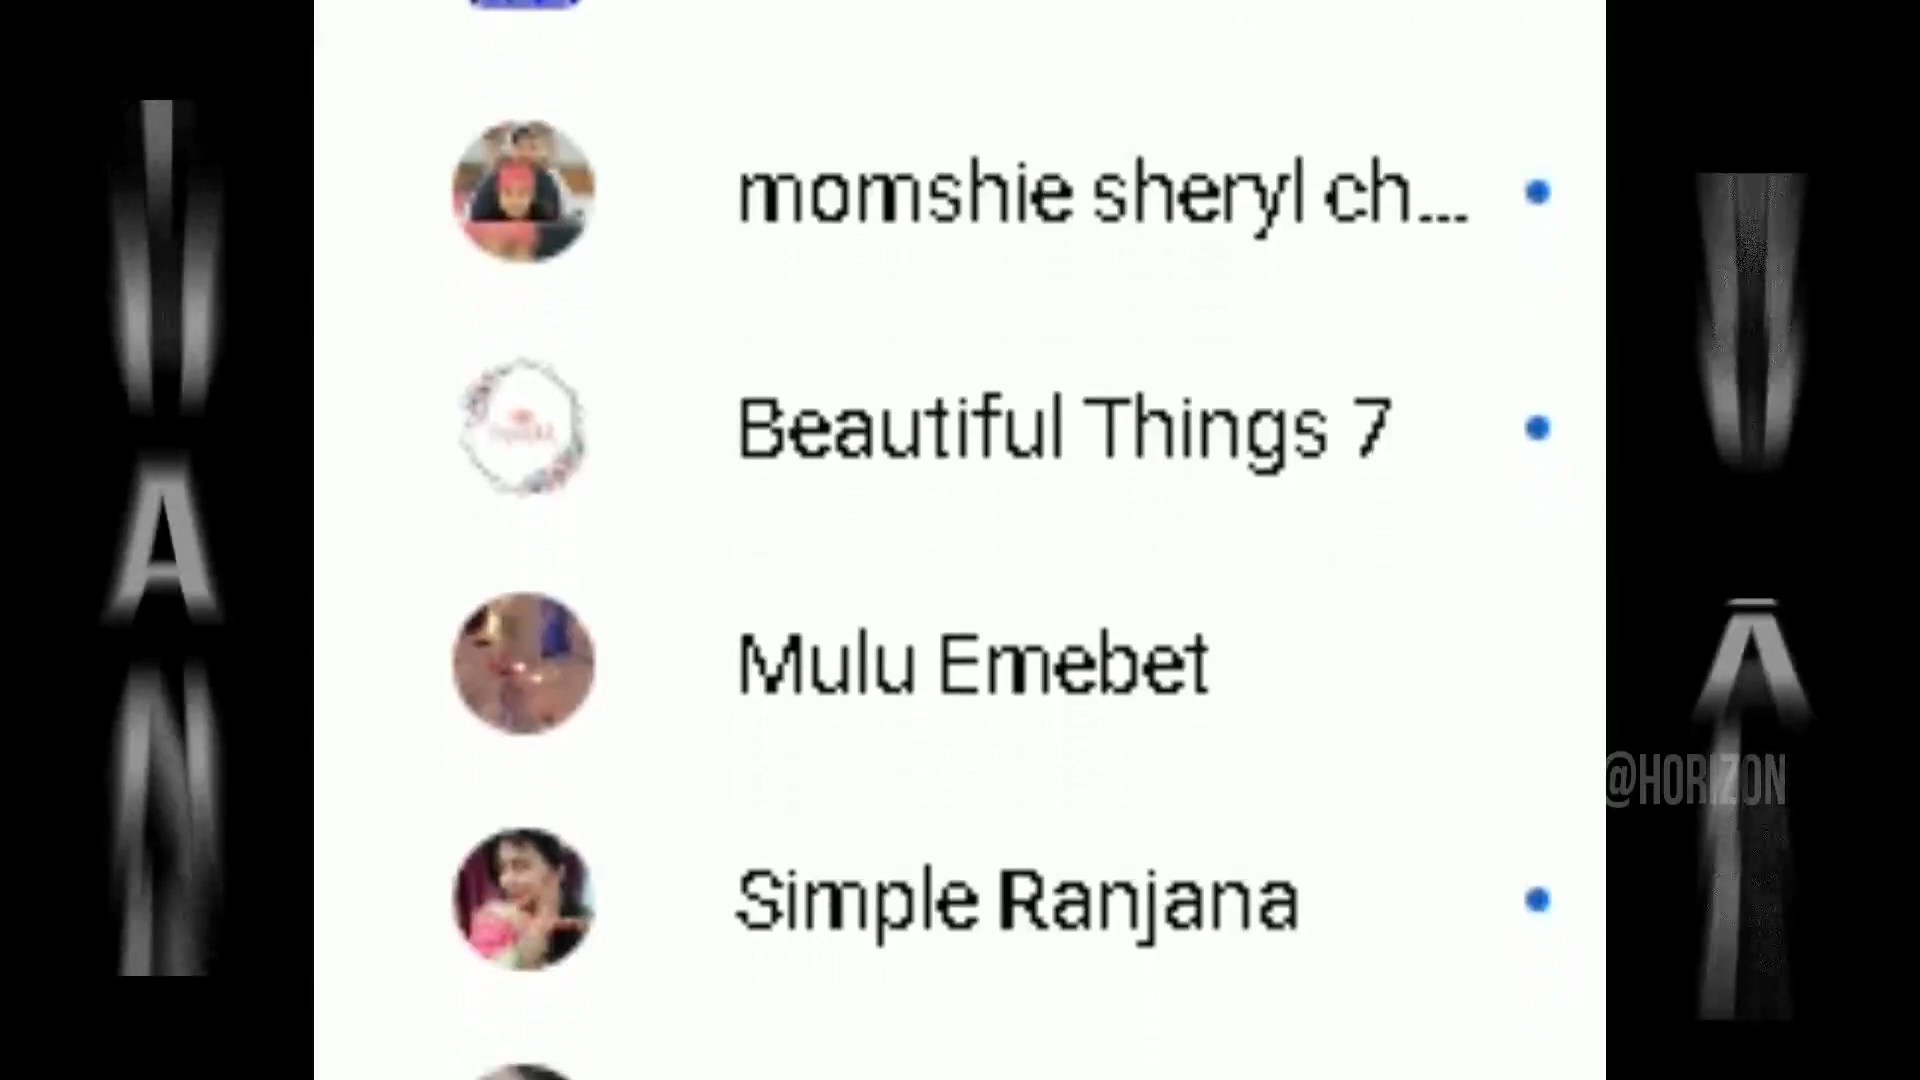 momshie sheryl ch...
Beautiful Things 7
Mulu Emebet
Simple Ranjana
@HORIZON